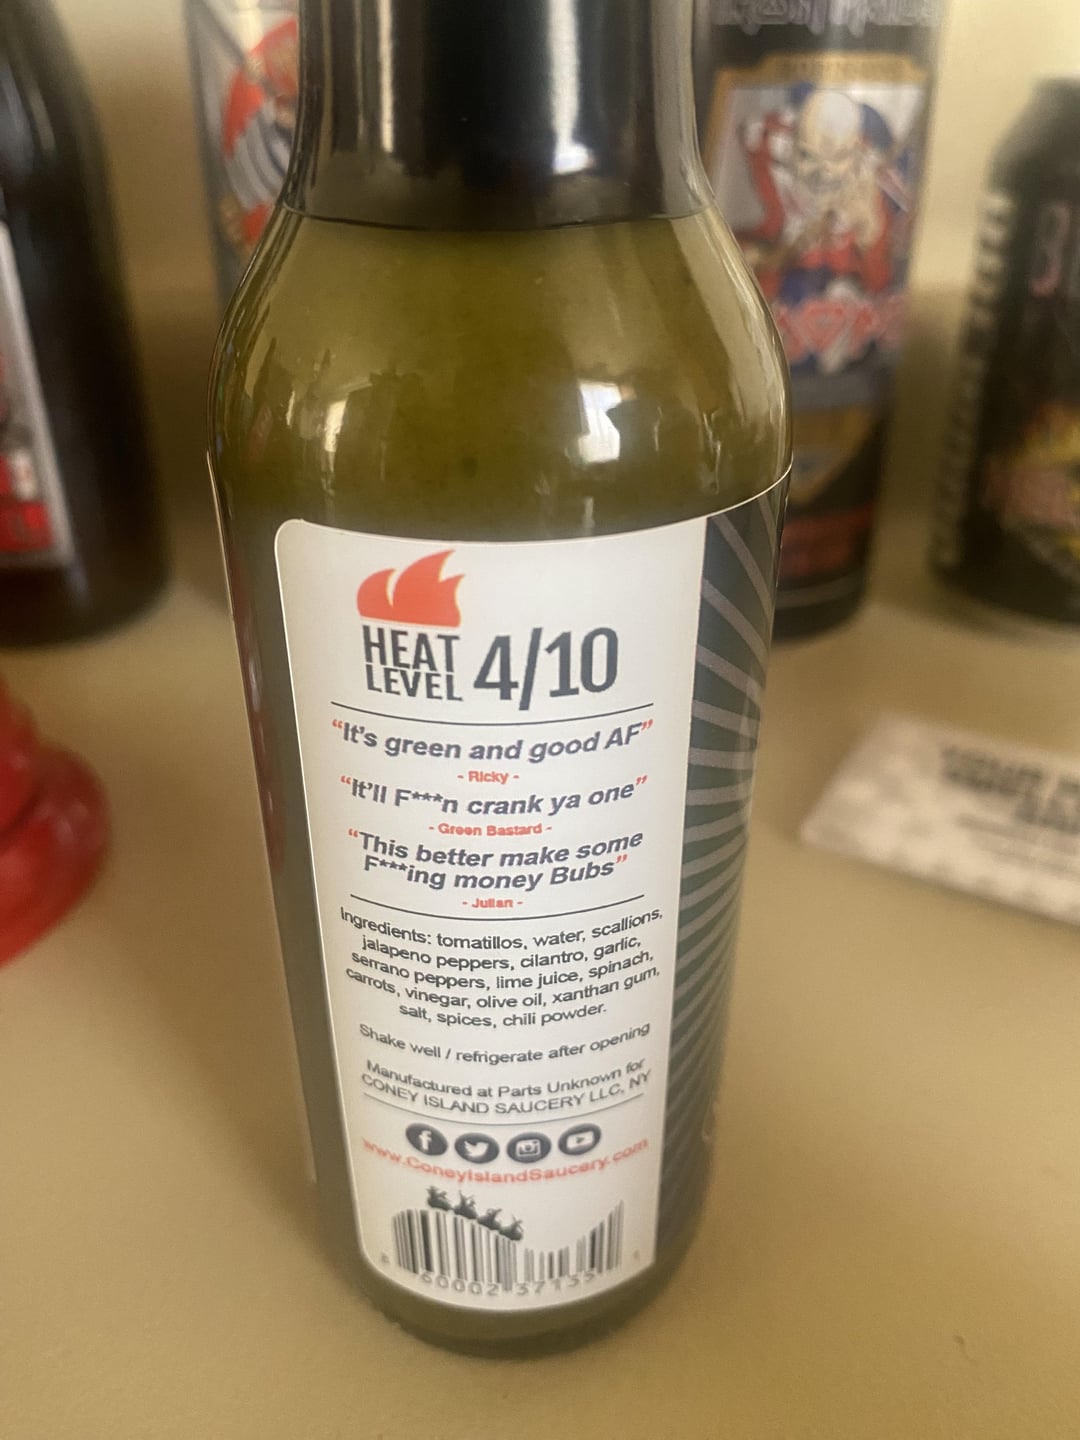 HEAT
LEVEL 4/10
“It's green and good AF”
- Ricky -
“It'll F***n crank ya one”
- Green Bastard -
“This better make some
F***ing money Bubs”
- Julian -
Ingredients: tomatillos, water, scallions,
jalapeno peppers, cilantro, garlic,
serrano peppers, lime juice, spinach,
carrots, vinegar, olive oil, xanthan gum,
salt, spices, chili powder.
Shake well / refrigerate after opening
Manufactured at Parts Unknown for
CONEY ISLAND SAUCERY LLC, NY
www.ConeyIslandSaucery.com